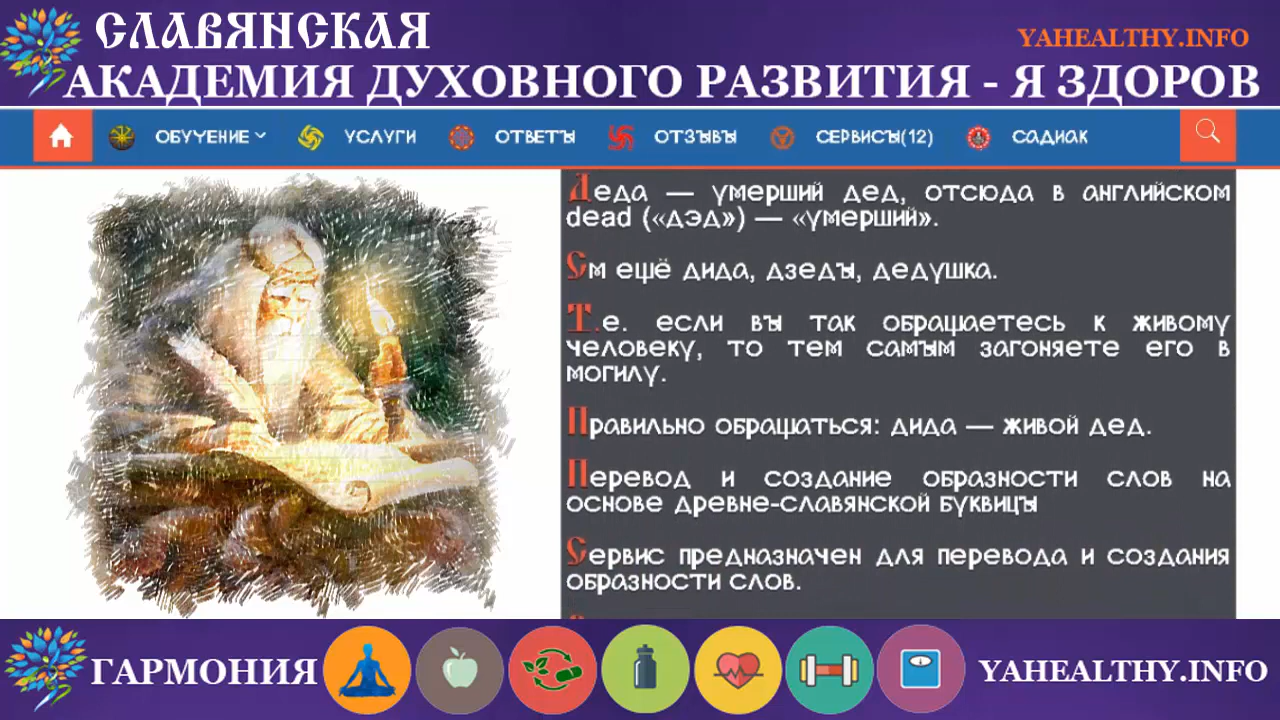 СЛАВЯНСКАЯ
YAHEALTHY.INFO
АКАДЕМИЯ ДУХОВНОГО РАЗВИТИЯ - Я ЗДОРОВ
ОБУЧЕНИЕ УСЛУГИ ОТВЕТЫ ОТЗЫВЫ СЕРВИСЫ(12) САДИАК
Деда — умерший дед, отсюда в английском
dead («дэд») — «умерший».
См ещё дида, дзеды, дедушка.
Т.е. если вы так обращаетесь к живому
человеку, то тем самым загоняете его в
могилу.
Правильно обращаться: дида — живой дед.
Перевод и создание образности слов на
основе древне-славянской буквицы
Сервис предназначен для перевода и создания
образности слов.
ГАРМОНИЯ
YAHEALTHY.INFO